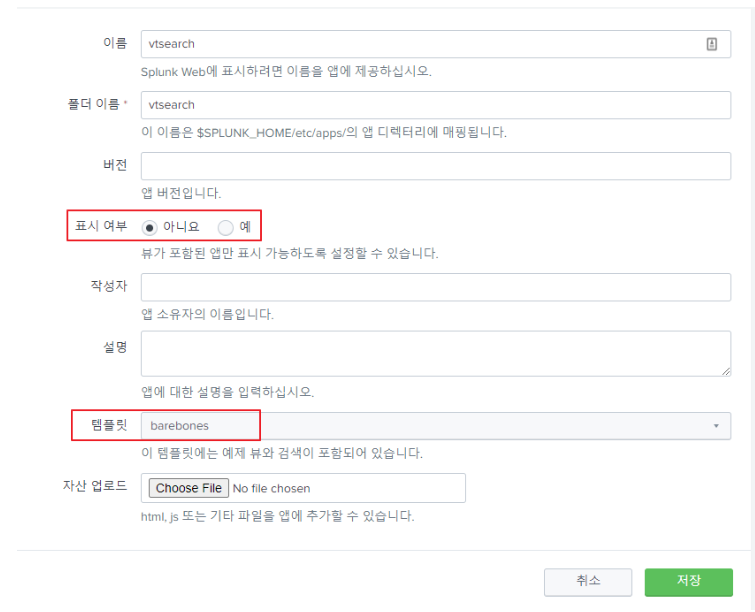 이름 vtsearch
Splunk Web에 표시하려면 이름을 앱에 제공하십시오.
폴더 이름 * vtsearch
이 이름은 $SPLUNK_HOME/etc/apps/의 앱 디렉터리에 매핑됩니다.
버전
앱 버전입니다.
표시 여부 아니요 예
뷰가 포함된 앱만 표시 가능하도록 설정할 수 있습니다.
작성자
앱 소유자의 이름입니다.
설명
앱에 대한 설명을 입력하십시오.
템플릿 barebones
이 템플릿에는 예제 뷰와 검색이 포함되어 있습니다.
자산 업로드 Choose File No file chosen
html, js 또는 기타 파일을 앱에 추가할 수 있습니다.
취소 저장